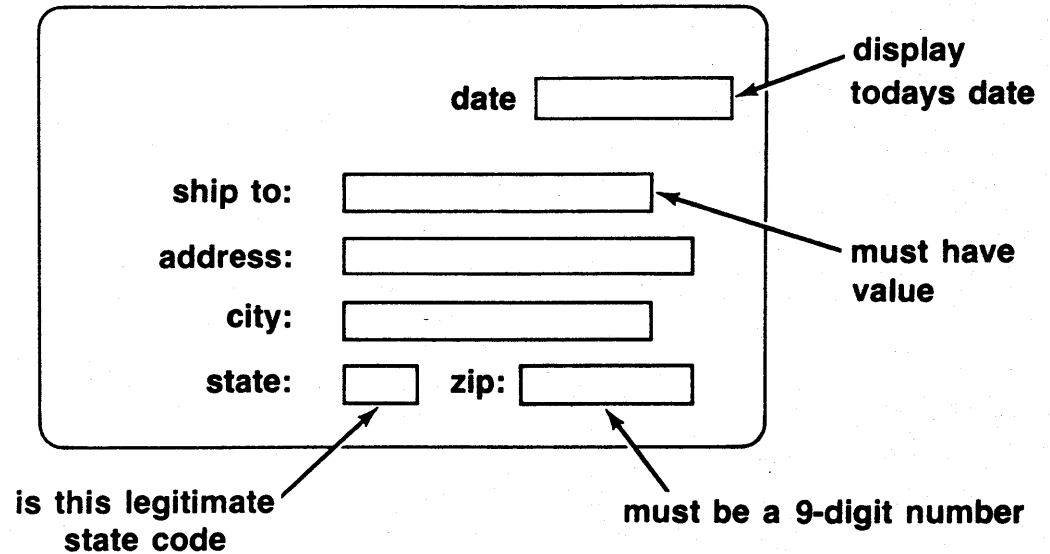 display
todays date
date
ship to:
must have
value
address:
city:
state:
zip:
is this legitimate
state code
must be a 9-digit number